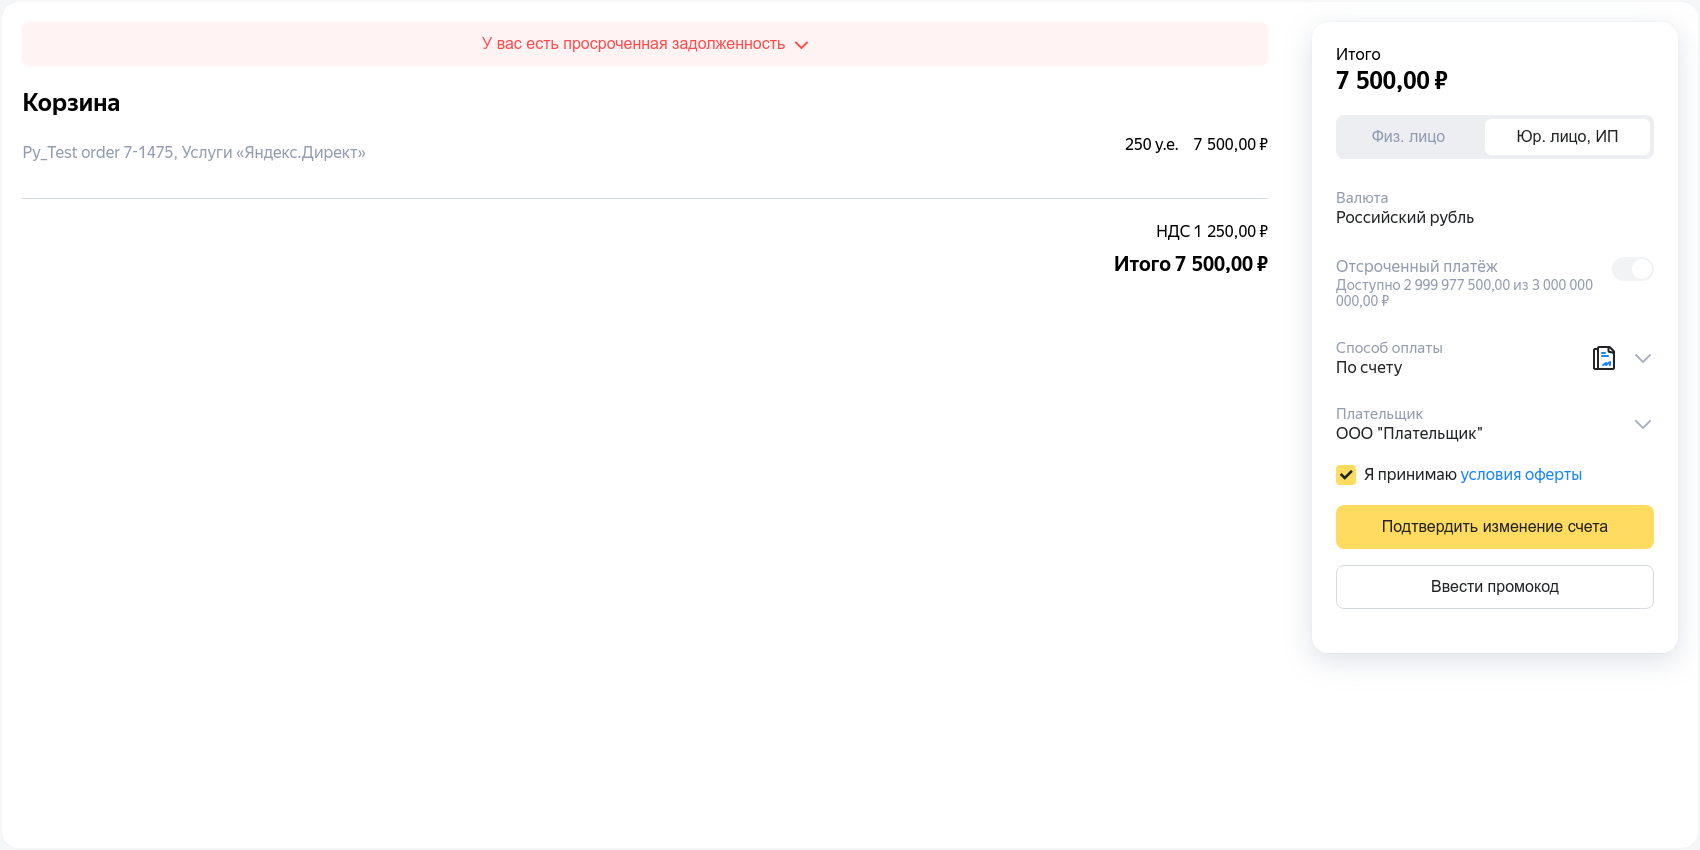 У вас есть просроченная задолженность
Корзина
Py_Test order 7-1475, Услуги «Яндекс.Директ»
250 у.е. 7 500,00 ₽
НДС 1 250,00 ₽
Итого 7 500,00 ₽
Итого
7 500,00 ₽
Физ. лицо
Юр. лицо, ИП
Валюта
Российский рубль
Отсроченный платёж
Доступно 2 999 977 500,00 из 3 000 000
000,00 ₽
Способ оплаты
По счету
Плательщик
ООО "Плательщик"
Я принимаю условия оферты
Подтвердить изменение счета
Ввести промокод